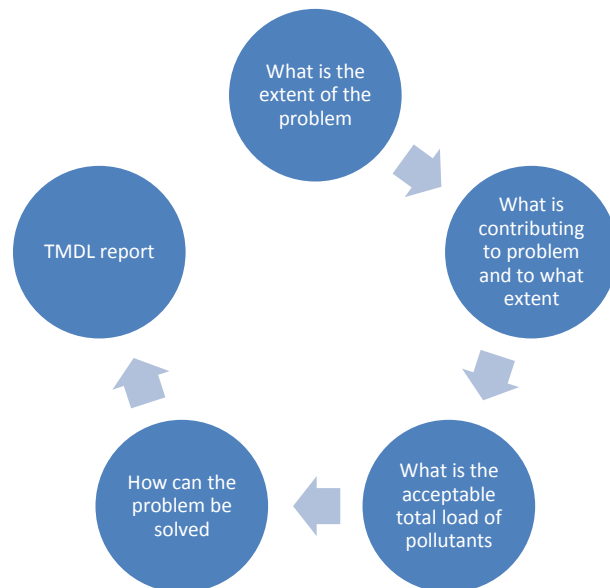 What is the
extent of the
problem
What is
contributing
to problem
and to what
extent
What is the
acceptable
total load of
pollutants
How can the
problem be
solved
TMDL report